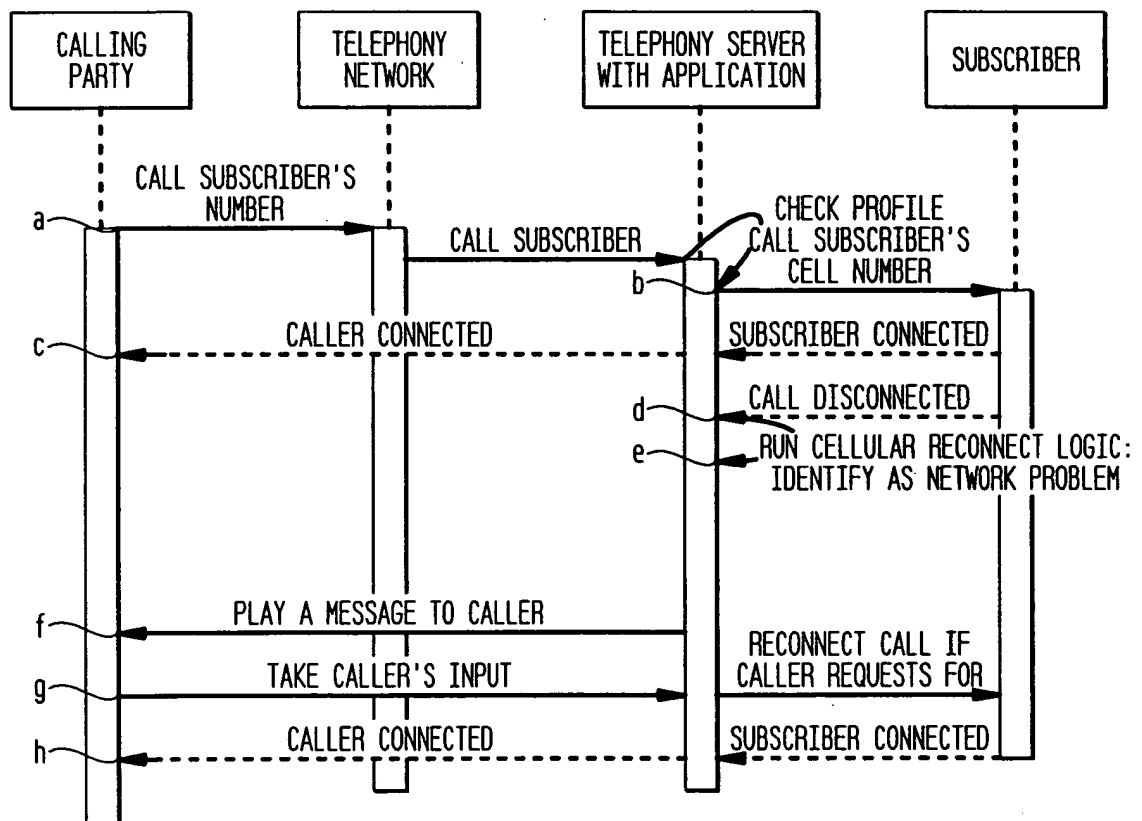 CALLING
PARTY
TELEPHONY
NETWORK
TELEPHONY SERVER
WITH APPLICATION
SUBSCRIBER
CALL SUBSCRIBER'S
NUMBER
a
CALL SUBSCRIBER
CHECK PROFILE
CALL SUBSCRIBER'S
CELL NUMBER
b
CALLER CONNECTED
SUBSCRIBER CONNECTED
c
CALL DISCONNECTED
d
RUN CELLULAR RECONNECT LOGIC:
IDENTIFY AS NETWORK PROBLEM
e
PLAY A MESSAGE TO CALLER
f
RECONNECT CALL IF
CALLER REQUESTS FOR
TAKE CALLER'S INPUT
g
CALLER CONNECTED
SUBSCRIBER CONNECTED
h